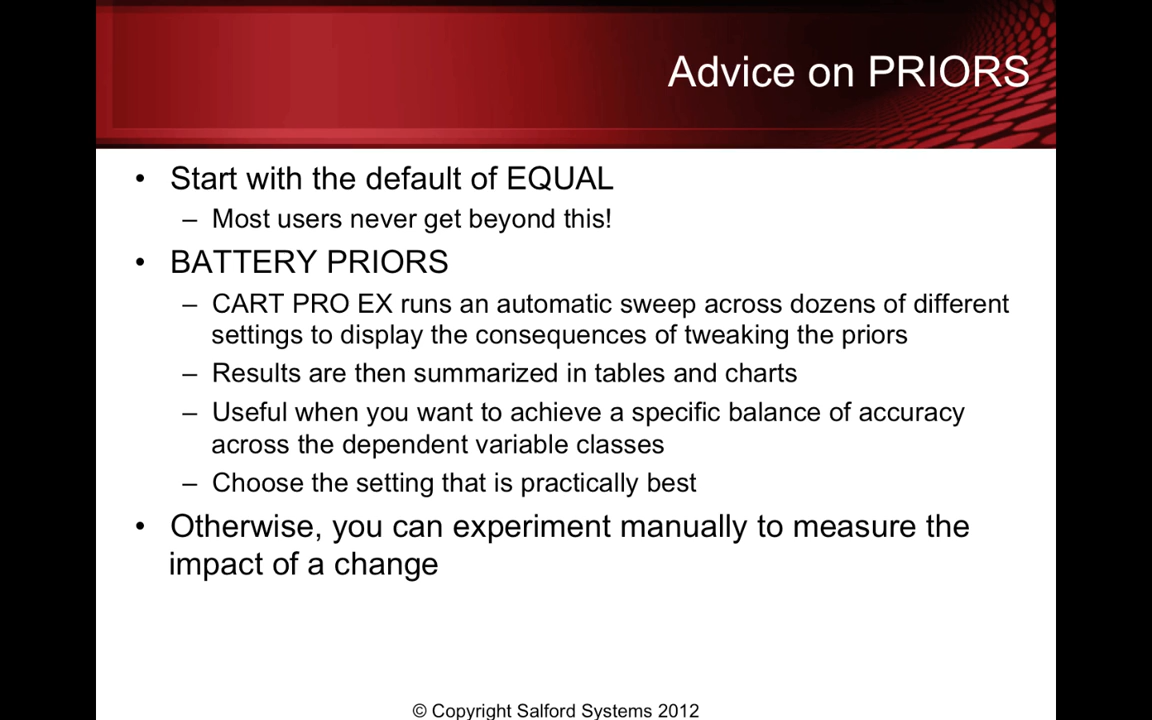 Advice on PRIORS
• Start with the default of EQUAL
– Most users never get beyond this!
• BATTERY PRIORS
– CART PRO EX runs an automatic sweep across dozens of different
settings to display the consequences of tweaking the priors
– Results are then summarized in tables and charts
– Useful when you want to achieve a specific balance of accuracy
across the dependent variable classes
– Choose the setting that is practically best
• Otherwise, you can experiment manually to measure the
impact of a change
© Copyright Salford Systems 2012